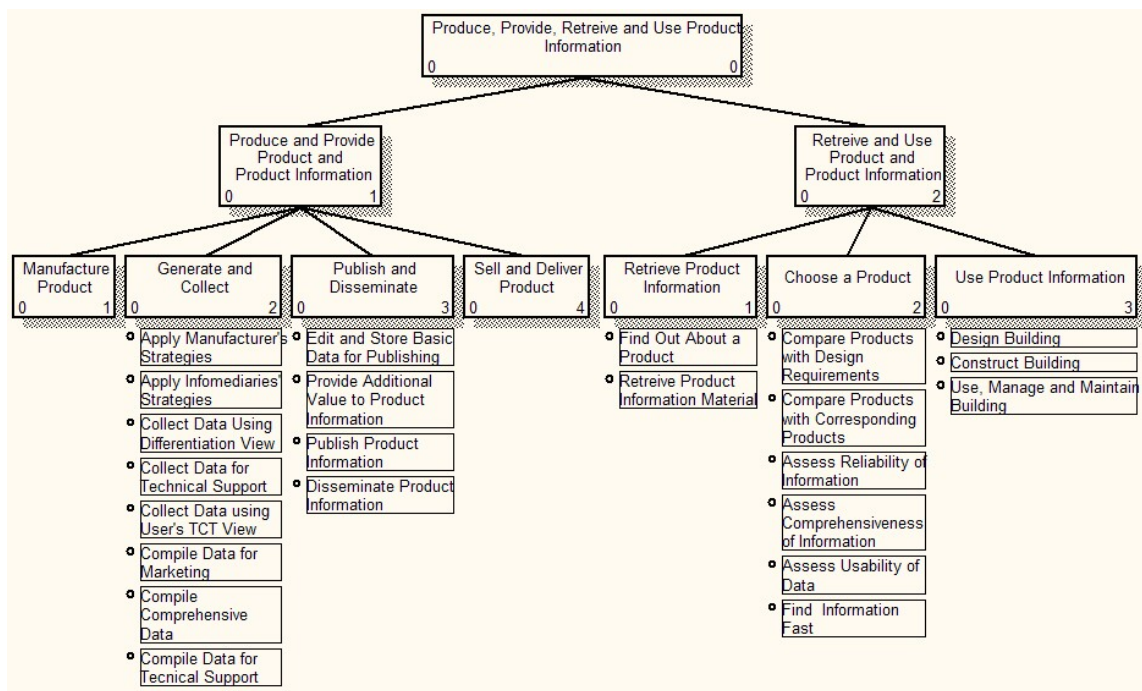 Produce, Provide, Retreive and Use Product
Information
0 0
Produce and Provide
Product and
Product Information
0 1
Retreive and Use
Product and
Product Information
0 2
Manufacture
Product
0 1
Generate and
Collect
0 2
Publish and
Disseminate
0 3
Sell and Deliver
Product
0 4
Retrieve Product
Information
0 1
Choose a Product
0 2
Use Product Information
0 3
Apply Manufacturer's
Strategies
Apply Infomediaries'
Strategies
Collect Data Using
Differentiation View
Collect Data for
Technical Support
Collect Data using
User's TCT View
Compile Data for
Marketing
Compile
Comprehensive
Data
Compile Data for
Tecnical Support
Edit and Store Basic
Data for Publishing
Provide Additional
Value to Product
Information
Publish Product
Information
Disseminate Product
Information
Find Out About a
Product
Retreive Product
Information Material
Compare Products
with Design
Requirements
Compare Products
with Corresponding
Products
Assess Reliability of
Information
Assess
Comprehensiveness
of Information
Assess Usability of
Data
Find Information
Fast
Design Building
Construct Building
Use, Manage and Maintain
Building